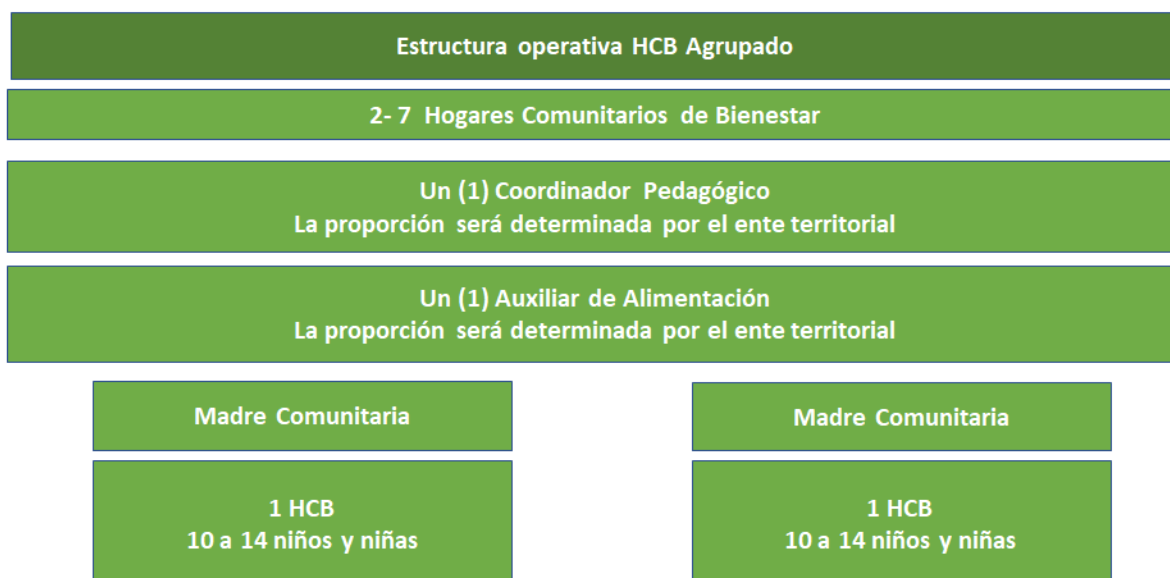 Estructura operativa HCB Agrupado
2- 7 Hogares Comunitarios de Bienestar
Un (1) Coordinador Pedagógico
La proporción será determinada por el ente territorial
Un (1) Auxiliar de Alimentación
La proporción será determinada por el ente territorial
Madre Comunitaria
Madre Comunitaria
1 HCB
10 a 14 niños y niñas
1 HCB
10 a 14 niños y niñas